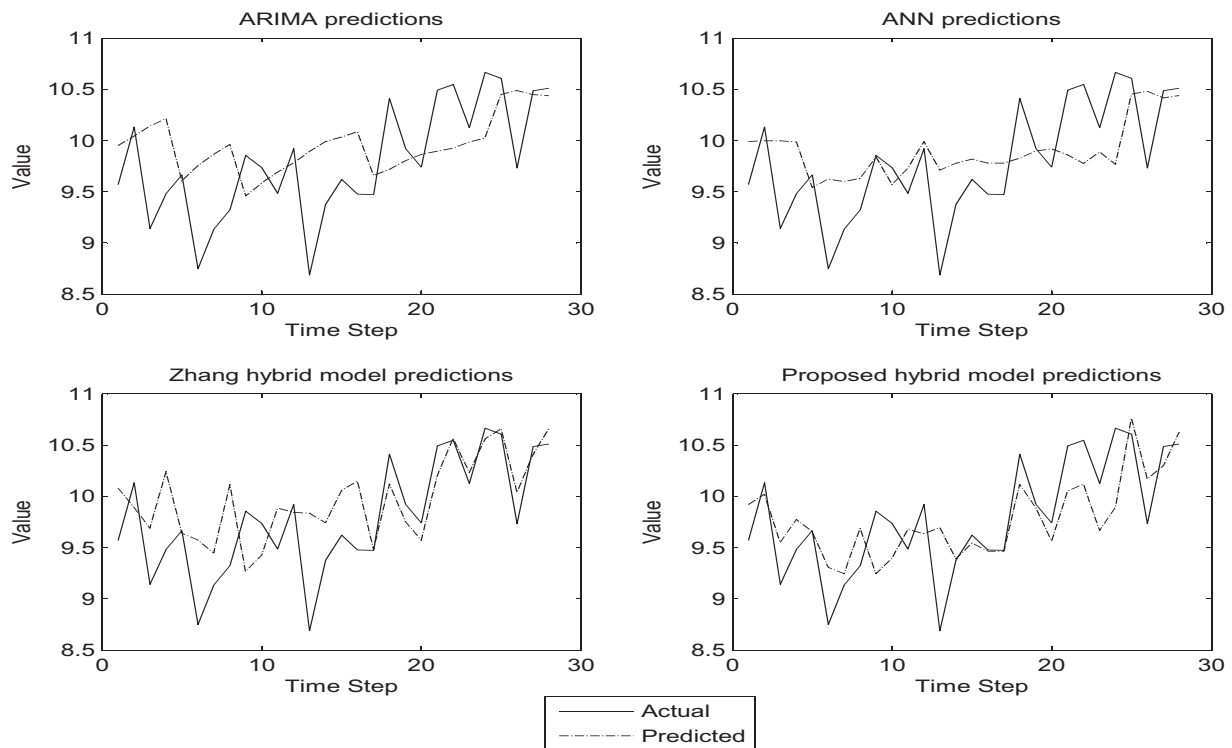 ARIMA predictions
11
10.5
10
9.5
9
8.5
Value
0
10
20
30
Time Step
ANN predictions
11
10.5
10
9.5
9
8.5
Value
0
10
20
30
Time Step
Zhang hybrid model predictions
11
10.5
10
9.5
9
8.5
Value
0
10
20
30
Time Step
Proposed hybrid model predictions
11
10.5
10
9.5
9
8.5
Value
0
10
20
30
Time Step
Actual
Predicted